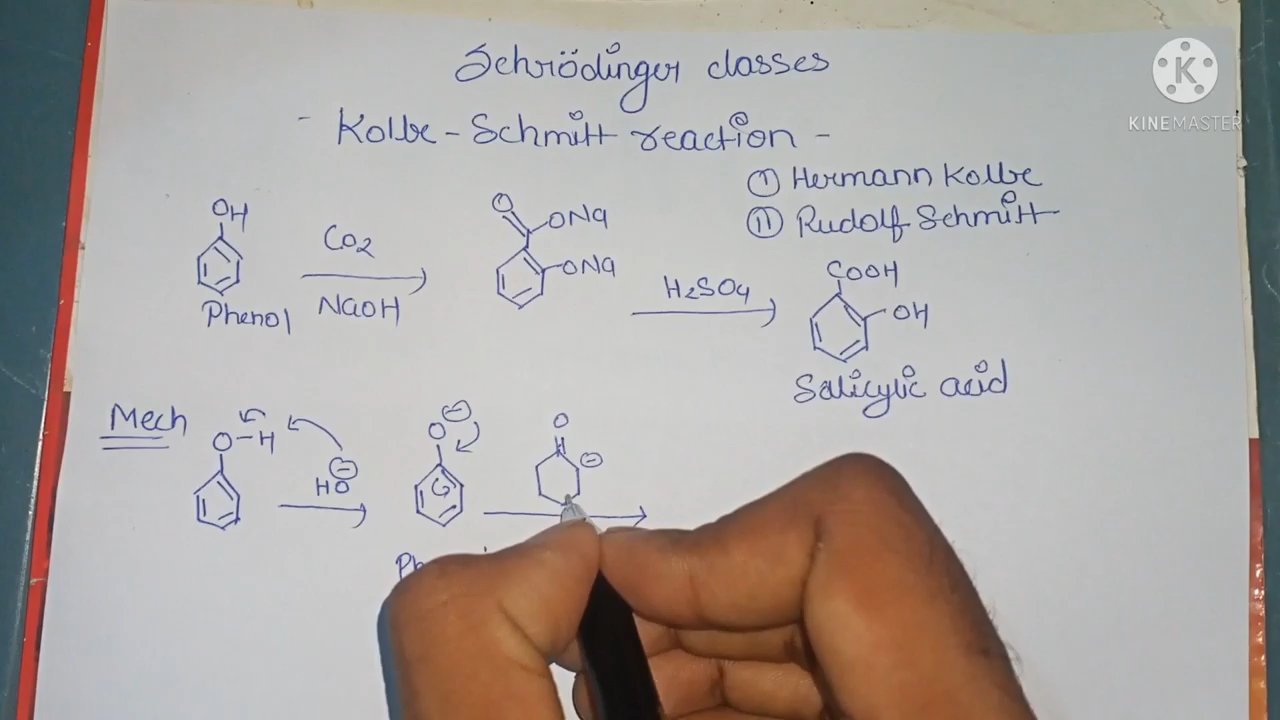 Schrödinger classes
K
KINEMASTER
- Kolbe - Schmitt reaction -
(I) Hermann Kolbe
(II) Rudolf Schmitt
OH
Phenol
CO2
NaOH
O
ONa
ONa
H2SO4
COOH
OH
Salicylic acid
Mech
O-H
HO⊖
O⊖
O
⊖